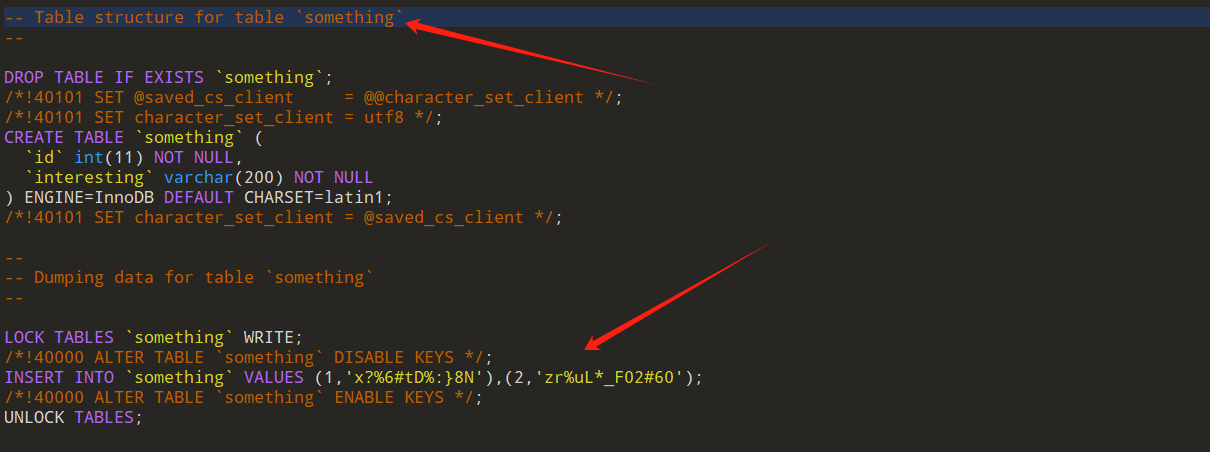 -- Table structure for table `something`
--
DROP TABLE IF EXISTS `something`;
/*!40101 SET @saved_cs_client     = @@character_set_client */;
/*!40101 SET character_set_client = utf8 */;
CREATE TABLE `something` (
  `id` int(11) NOT NULL,
  `interesting` varchar(200) NOT NULL
) ENGINE=InnoDB DEFAULT CHARSET=latin1;
/*!40101 SET character_set_client = @saved_cs_client */;
--
-- Dumping data for table `something`
--
LOCK TABLES `something` WRITE;
/*!40000 ALTER TABLE `something` DISABLE KEYS */;
INSERT INTO `something` VALUES (1,'x?%6#tD%:}8N'),(2,'zr%uL*_F02#60');
/*!40000 ALTER TABLE `something` ENABLE KEYS */;
UNLOCK TABLES;